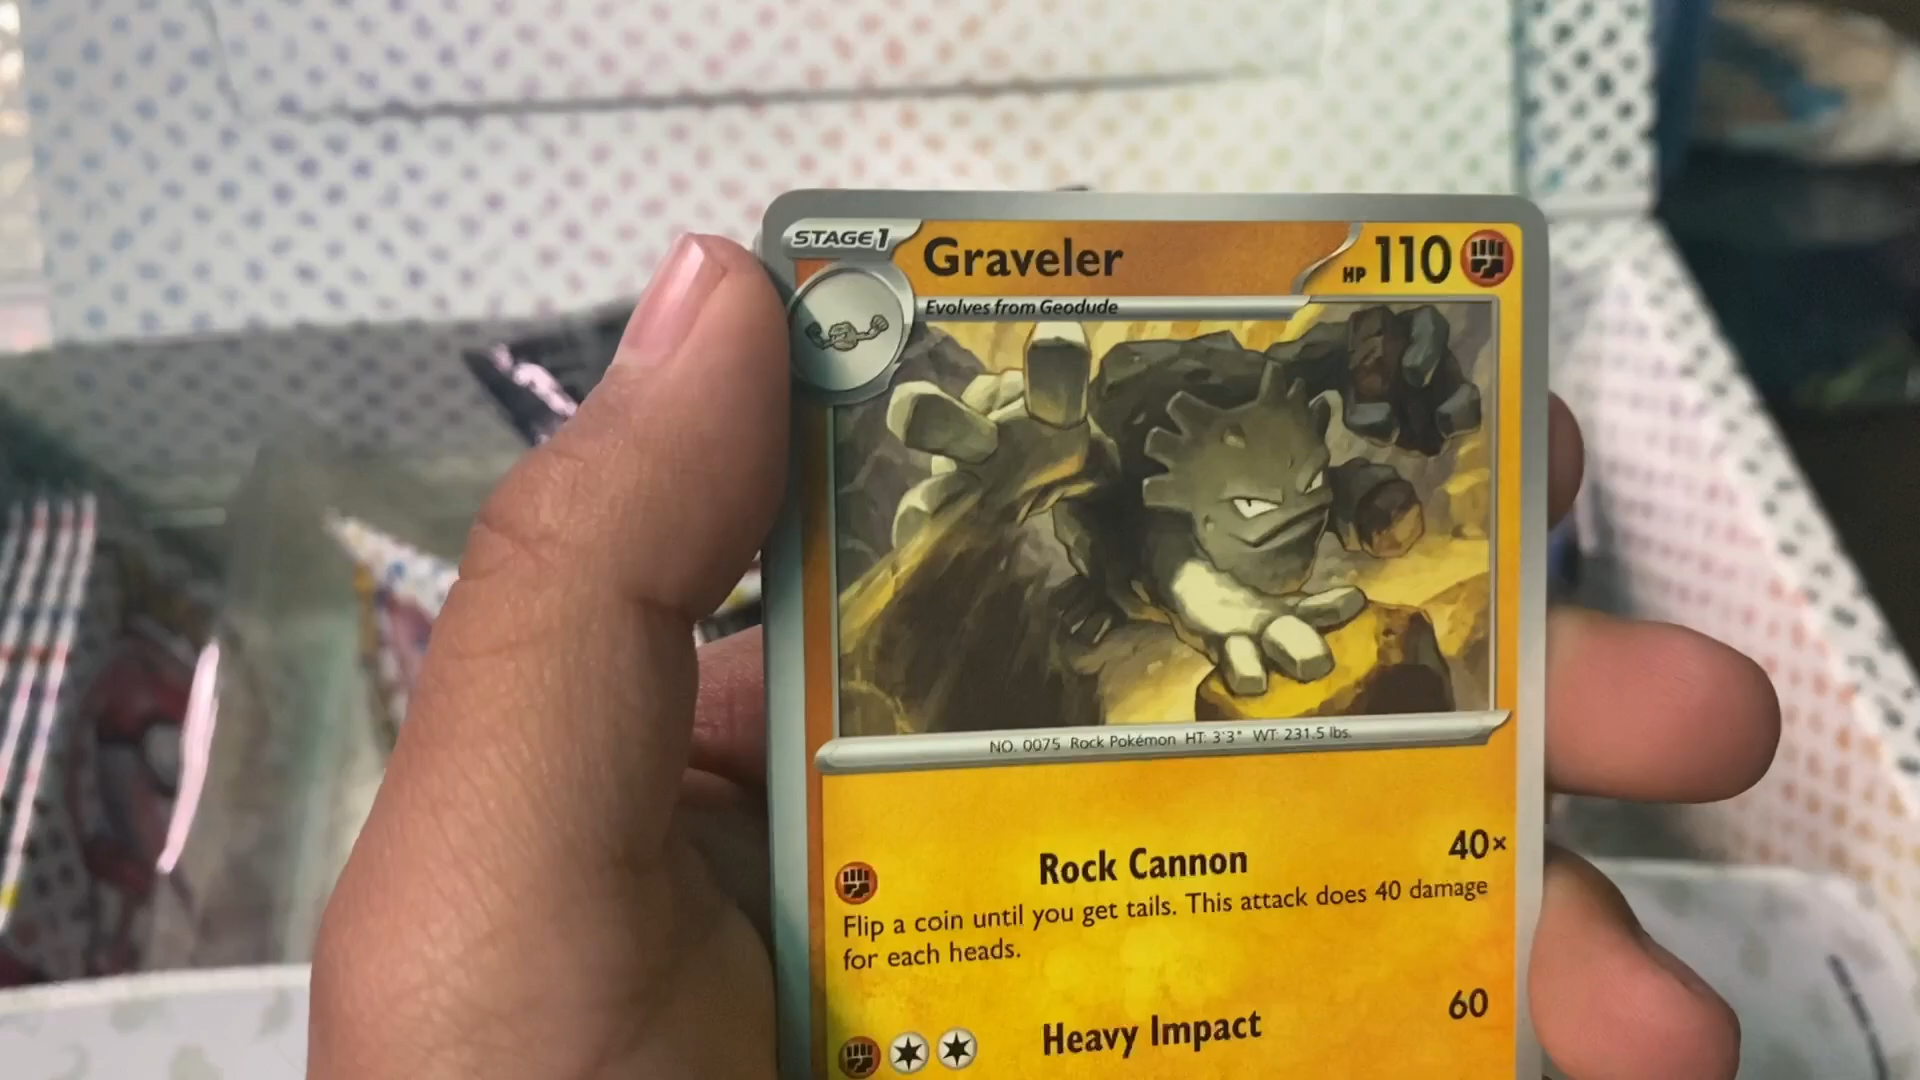 STAGE1
Graveler
HP 110
Evolves from Geodude
NO. 0075 Rock Pokémon HT: 3'3" WT: 231.5 lbs.
Rock Cannon 40×
Flip a coin until you get tails. This attack does 40 damage
for each heads.
Heavy Impact 60